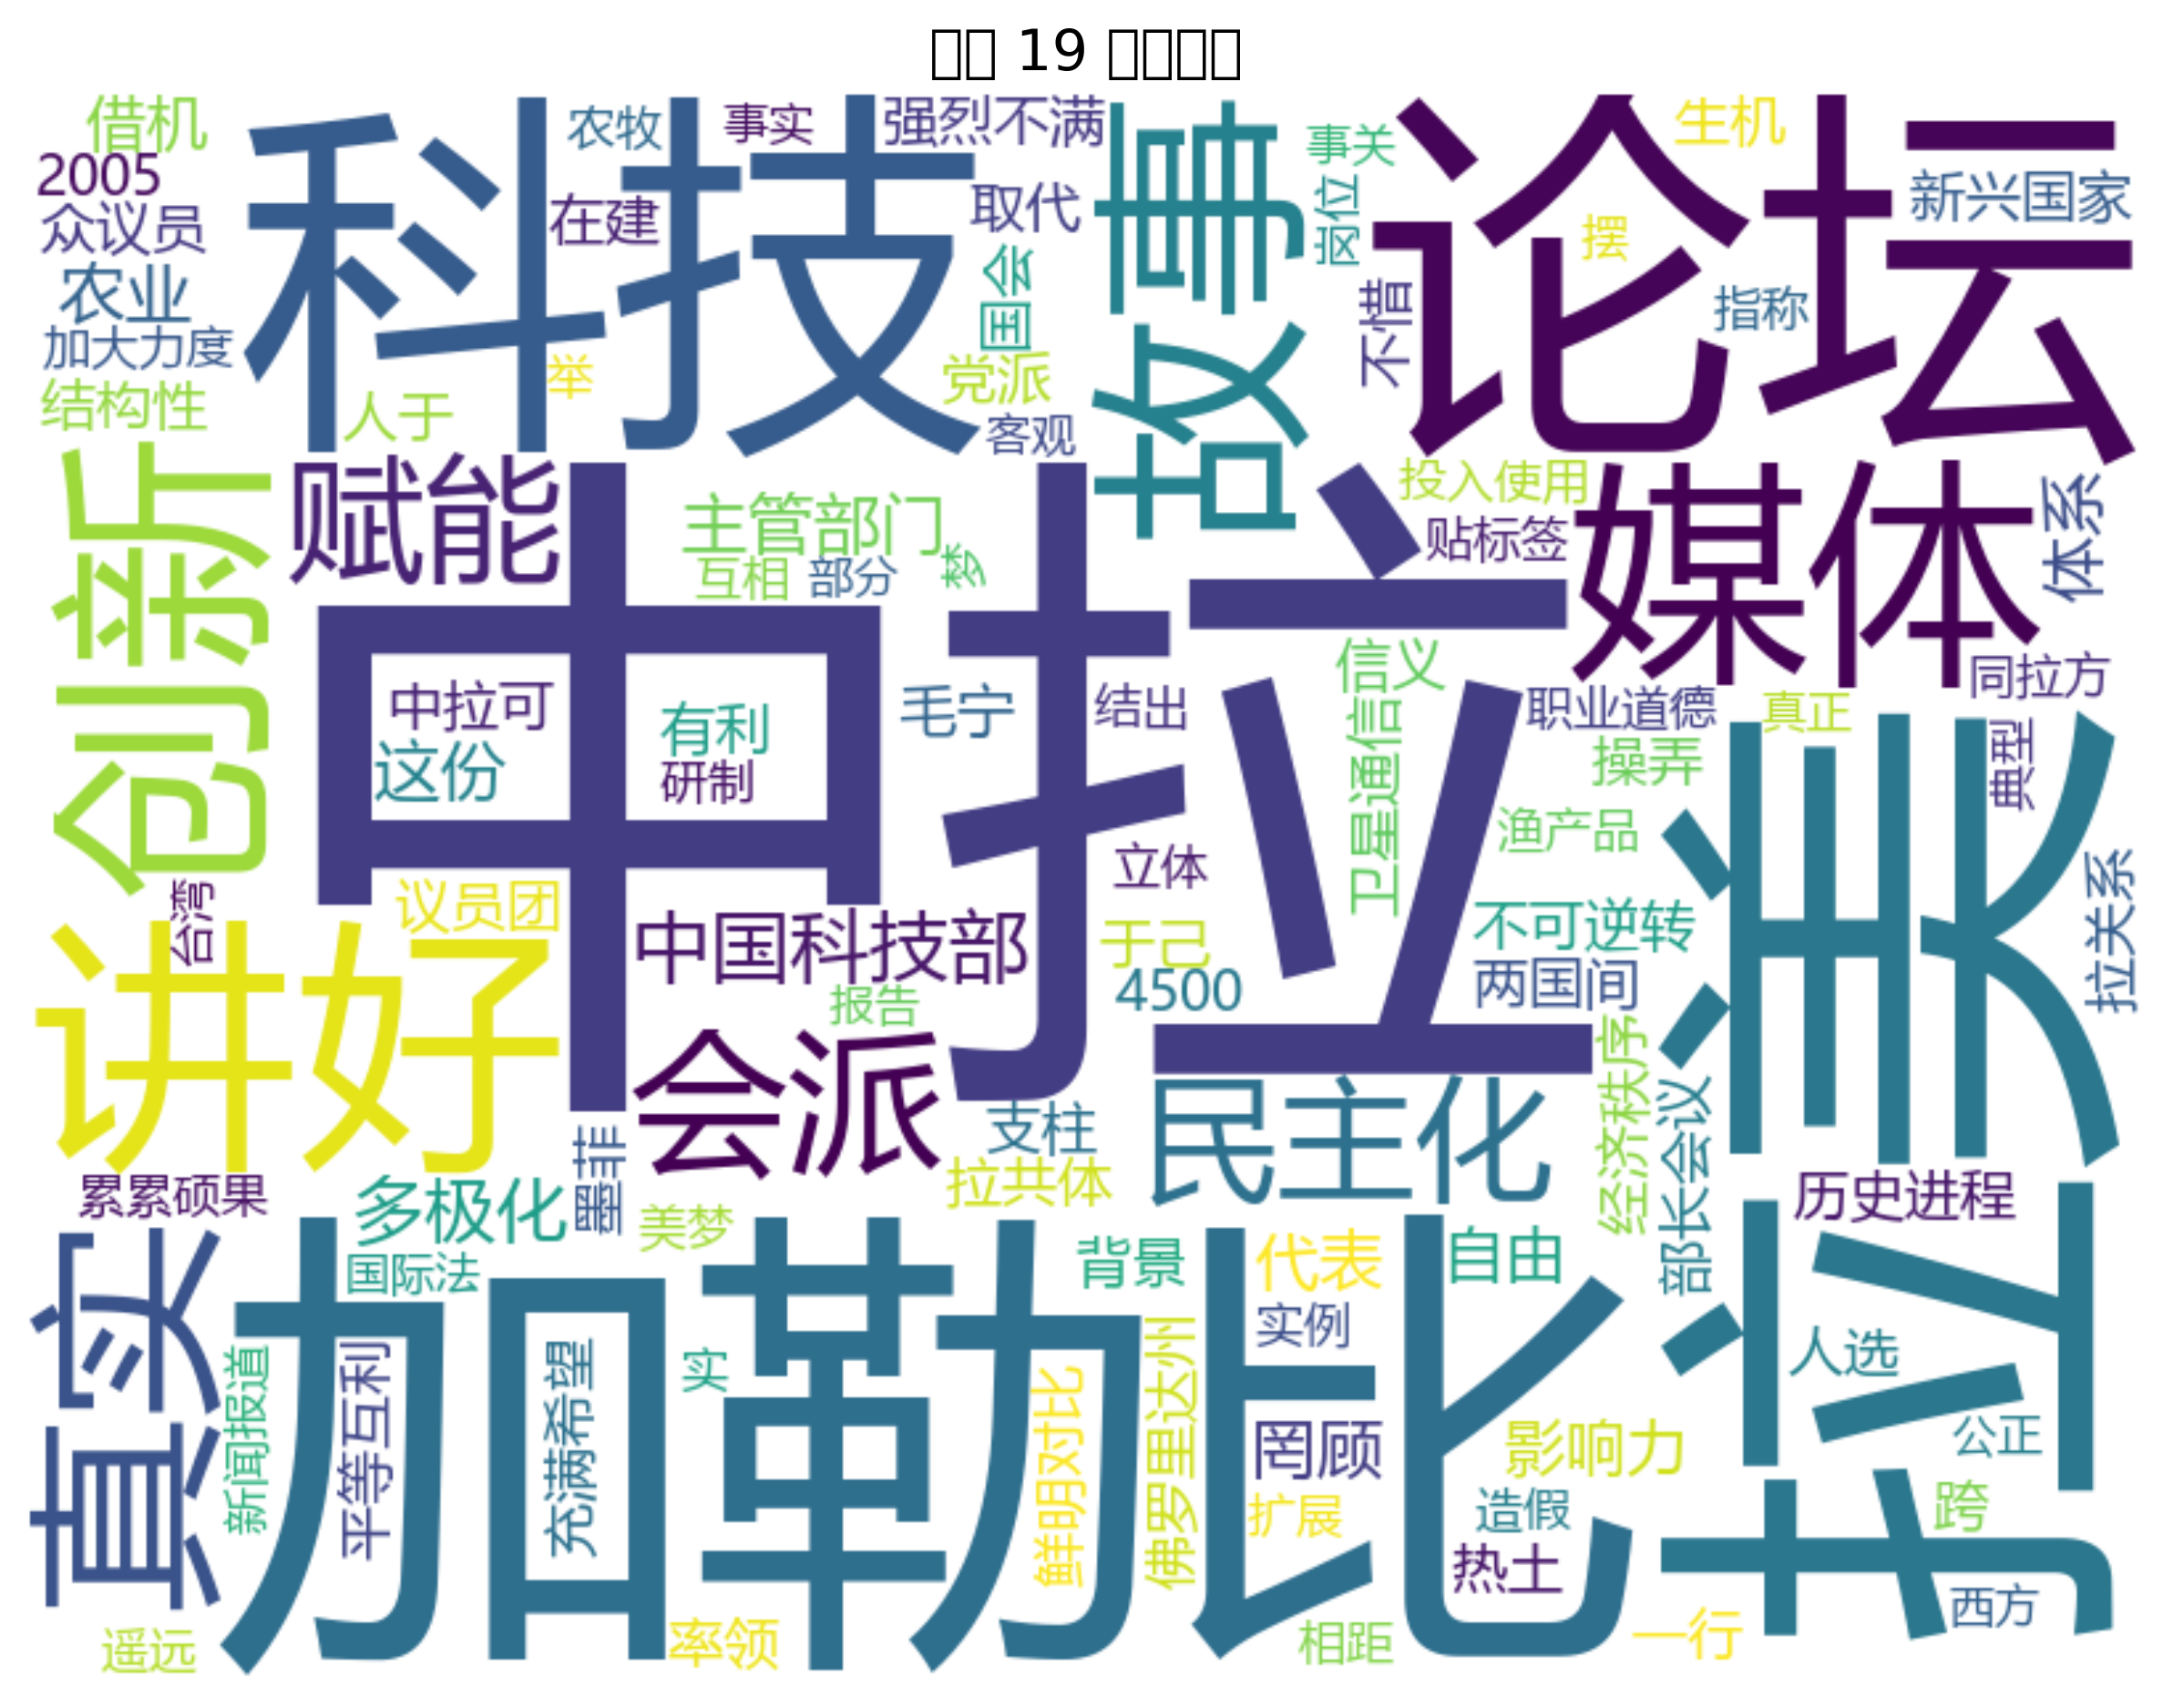 19
借机
科技
农牧
事实
强烈不满
故事
事关
论坛
生机
新兴国家
2005
众议员
在建
取代
席位
摆
农业
国会
不惜
指称
加大力度
举
党派
结构性
人于
客观
创新
赋能
中拉
主管部门
互相
部分
梦
投入使用
贴标签
媒体
体系
中拉可
有利
毛宁
结出
信义
职业道德
真正
同拉方
这份
研制
卫星通信
操弄
典型
拉美
渔产品
立体
台湾
议员团
讲好
中国科技部
于己
不可逆转
拉关系
4500
两国间
报告
会派
支柱
民主化
经济秩序
部长会议
墨菲
累累硕果
多极化
美梦
拉共体
历史进程
真实
国际法
加勒比
背景
代表
自由
实例
人选
新闻报道
平等互利
充满希望
实
鲜明对比
佛罗里达州
罔顾
影响力
公正
扩展
造假
跨
热土
西方
遥远
率领
相距
一行